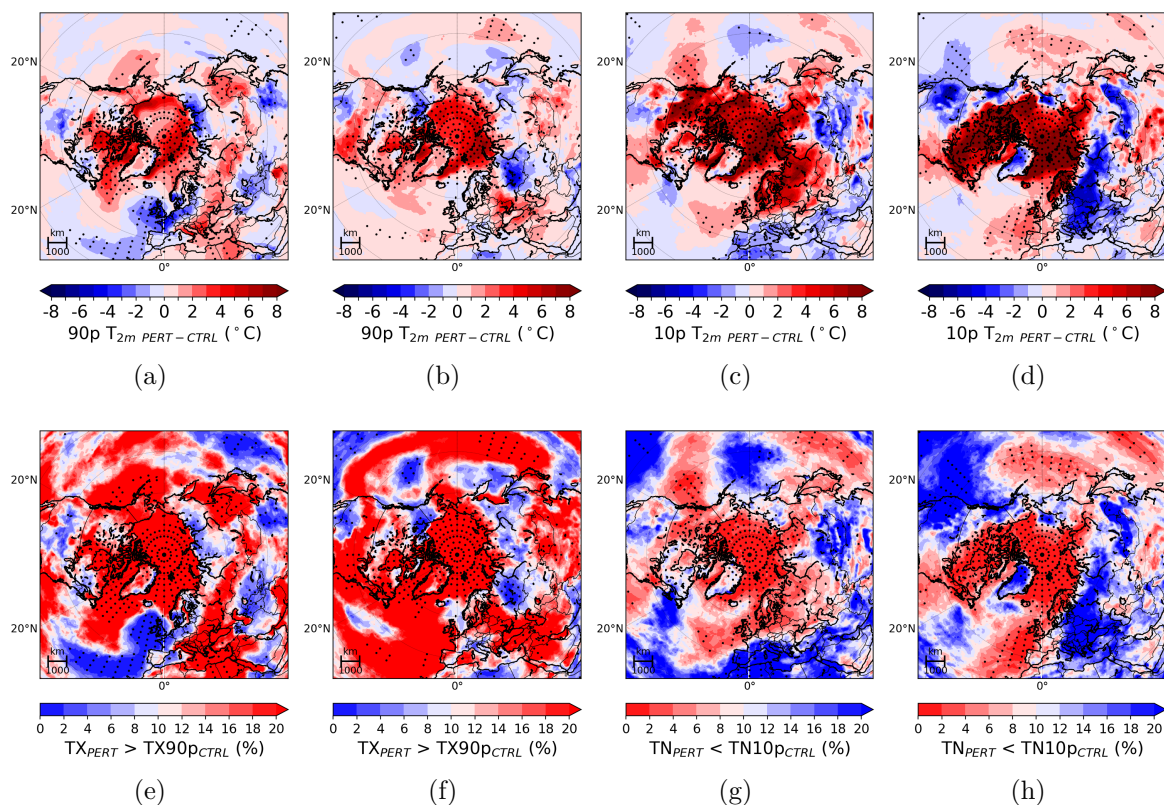 20°N 20°N 20°N 20°N
20°N 20°N 20°N 20°N
km km km km
1000 1000 1000 1000
0° 0° 0° 0°
-8 -6 -4 -2 0 2 4 6 8 -8 -6 -4 -2 0 2 4 6 8 -8 -6 -4 -2 0 2 4 6 8 -8 -6 -4 -2 0 2 4 6 8
90p T2m PERT−CTRL (°C) 90p T2m PERT−CTRL (°C) 10p T2m PERT−CTRL (°C) 10p T2m PERT−CTRL (°C)
(a) (b) (c) (d)
20°N 20°N 20°N 20°N
20°N 20°N 20°N 20°N
km km km km
1000 1000 1000 1000
0° 0° 0° 0°
0 2 4 6 8 10 12 14 16 18 20 0 2 4 6 8 10 12 14 16 18 20 0 2 4 6 8 10 12 14 16 18 20 0 2 4 6 8 10 12 14 16 18 20
TXPERT > TX90pCTRL (%) TXPERT > TX90pCTRL (%) TNPERT < TN10pCTRL (%) TNPERT < TN10pCTRL (%)
(e) (f) (g) (h)